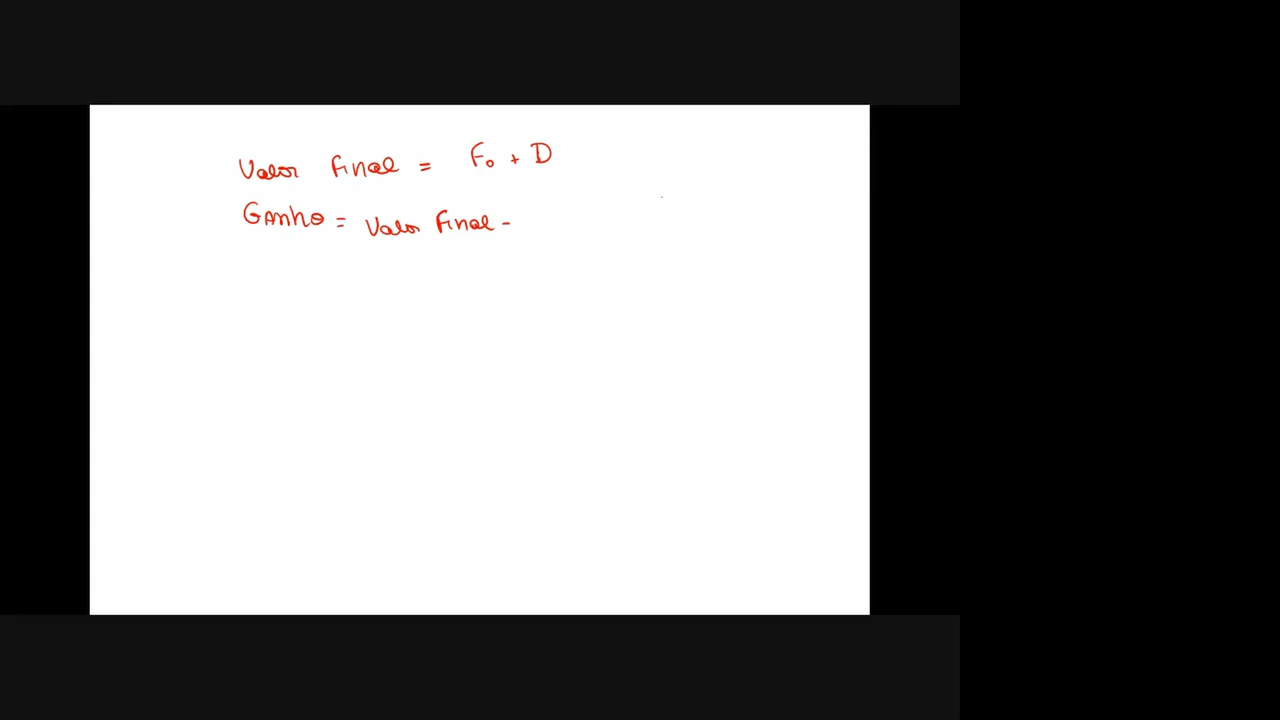 Valor Final = F₀ + D
GAnho = Valor Final -